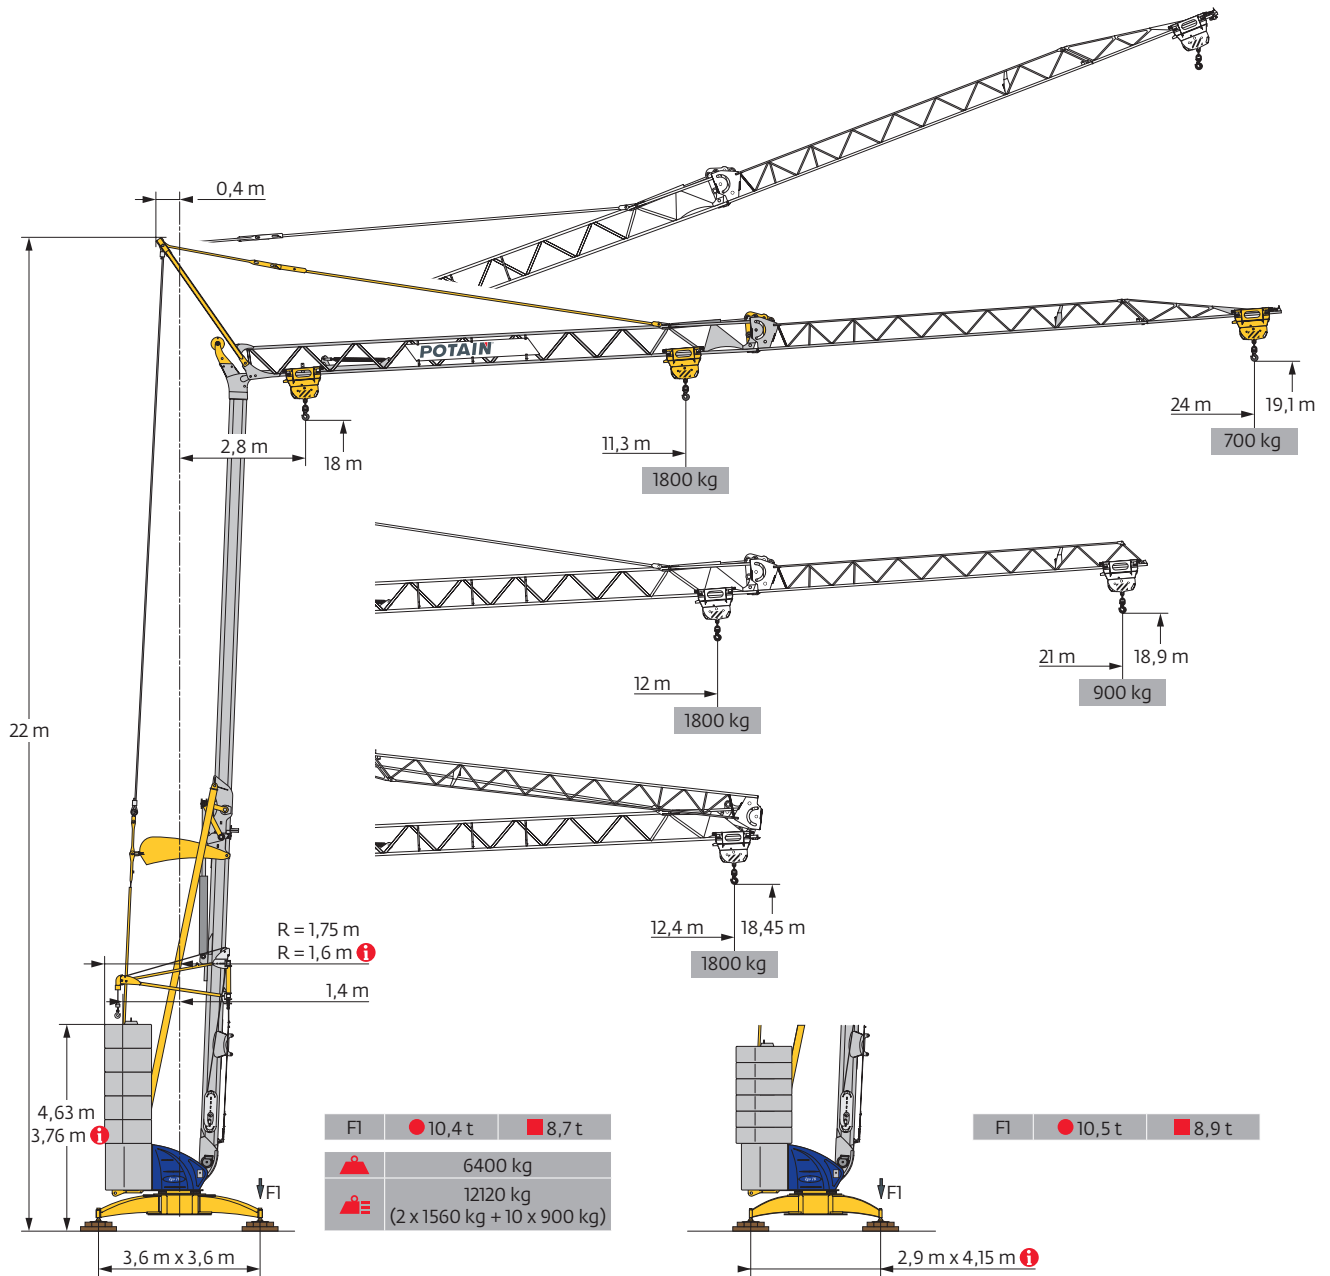 0,4 m
POTAIN
2,8 m
18 m
11,3 m
1800 kg
24 m
19,1 m
700 kg
12 m
1800 kg
21 m
18,9 m
900 kg
22 m
12,4 m
18,45 m
1800 kg
R = 1,75 m
R = 1,6 m i
1,4 m
4,63 m
3,76 m i
F1 10,4 t 8,7 t
6400 kg
12120 kg
(2 x 1560 kg + 10 x 900 kg)
F1
3,6 m x 3,6 m
F1 10,5 t 8,9 t
F1
2,9 m x 4,15 m i